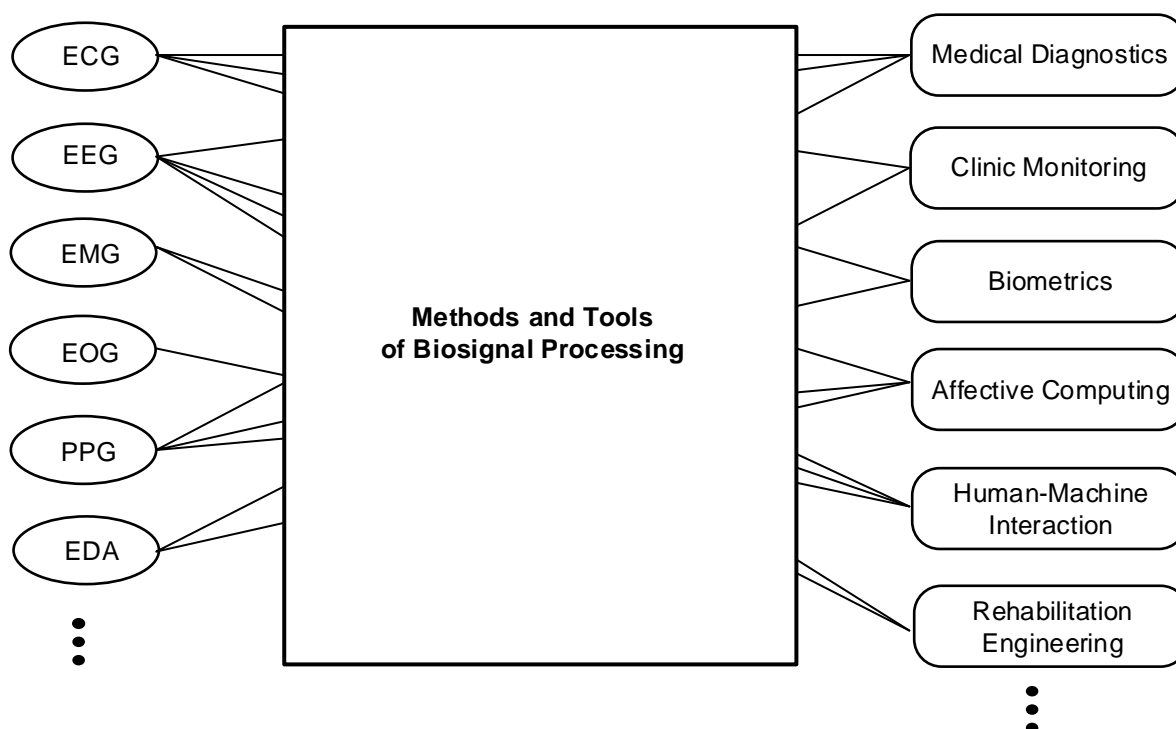 ECG
EEG
EMG
EOG
PPG
EDA
Methods and Tools
of Biosignal Processing
Medical Diagnostics
Clinic Monitoring
Biometrics
Affective Computing
Human-Machine
Interaction
Rehabilitation
Engineering